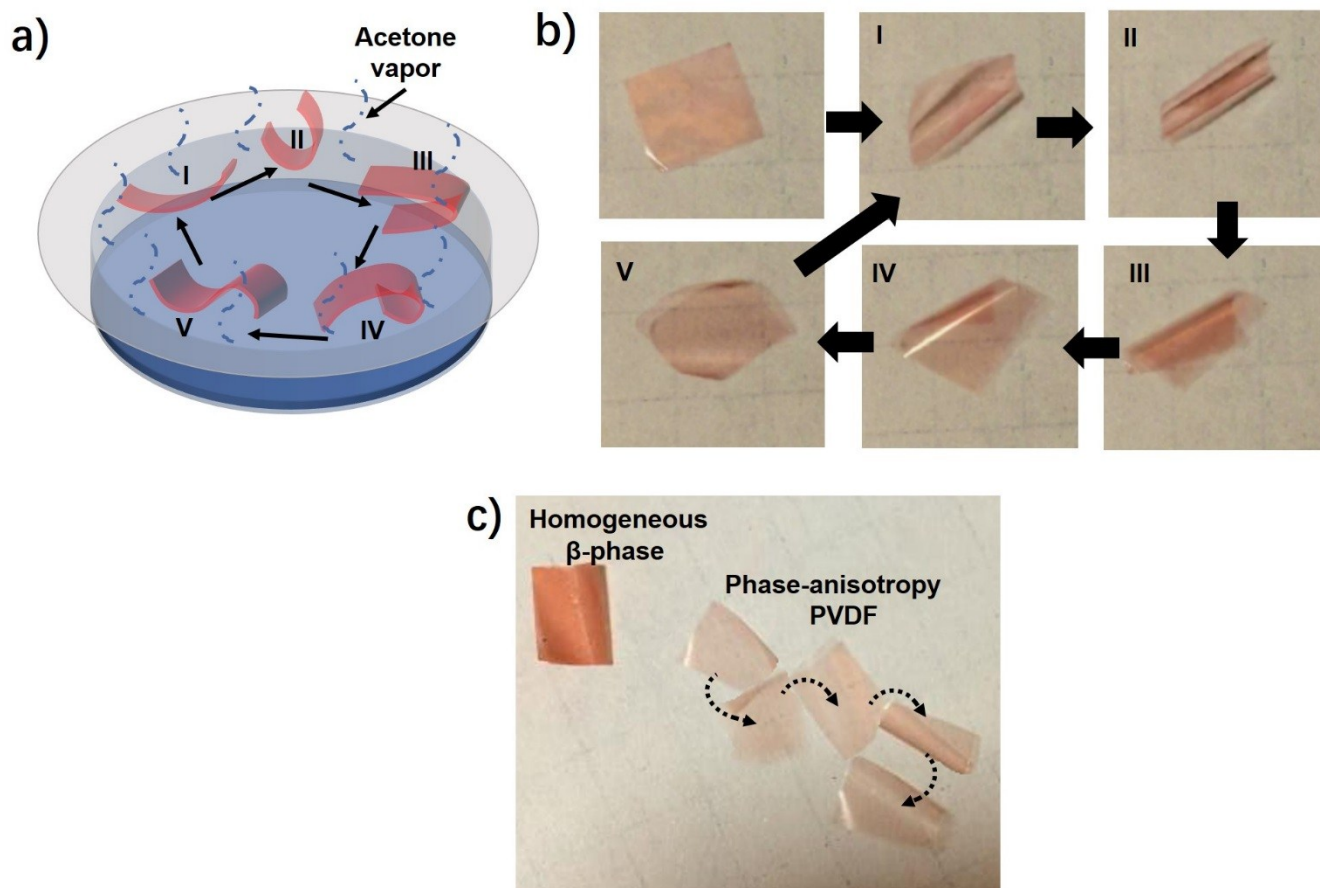 a)
Acetone
vapor
I
II
III
IV
V
b)
I
II
III
IV
V
c)
Homogeneous
β-phase
Phase-anisotropy
PVDF